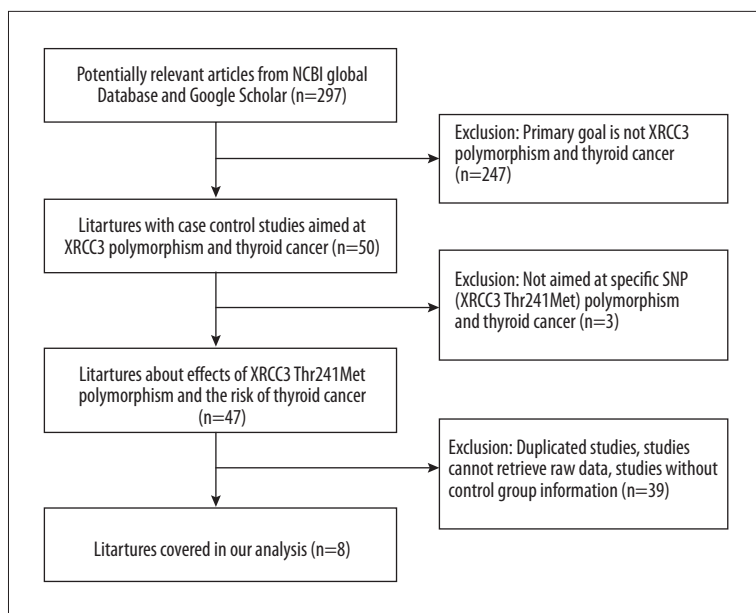 Potentially relevant articles from NCBI global
Database and Google Scholar (n=297)
Exclusion: Primary goal is not XRCC3
polymorphism and thyroid cancer
(n=247)
Litartures with case control studies aimed at
XRCC3 polymorphism and thyroid cancer (n=50)
Exclusion: Not aimed at specific SNP
(XRCC3 Thr241Met) polymorphism
and thyroid cancer (n=3)
Litartures about effects of XRCC3 Thr241Met
polymorphism and the risk of thyroid cancer
(n=47)
Exclusion: Duplicated studies, studies
cannot retrieve raw data, studies without
control group information (n=39)
Litartures covered in our analysis (n=8)